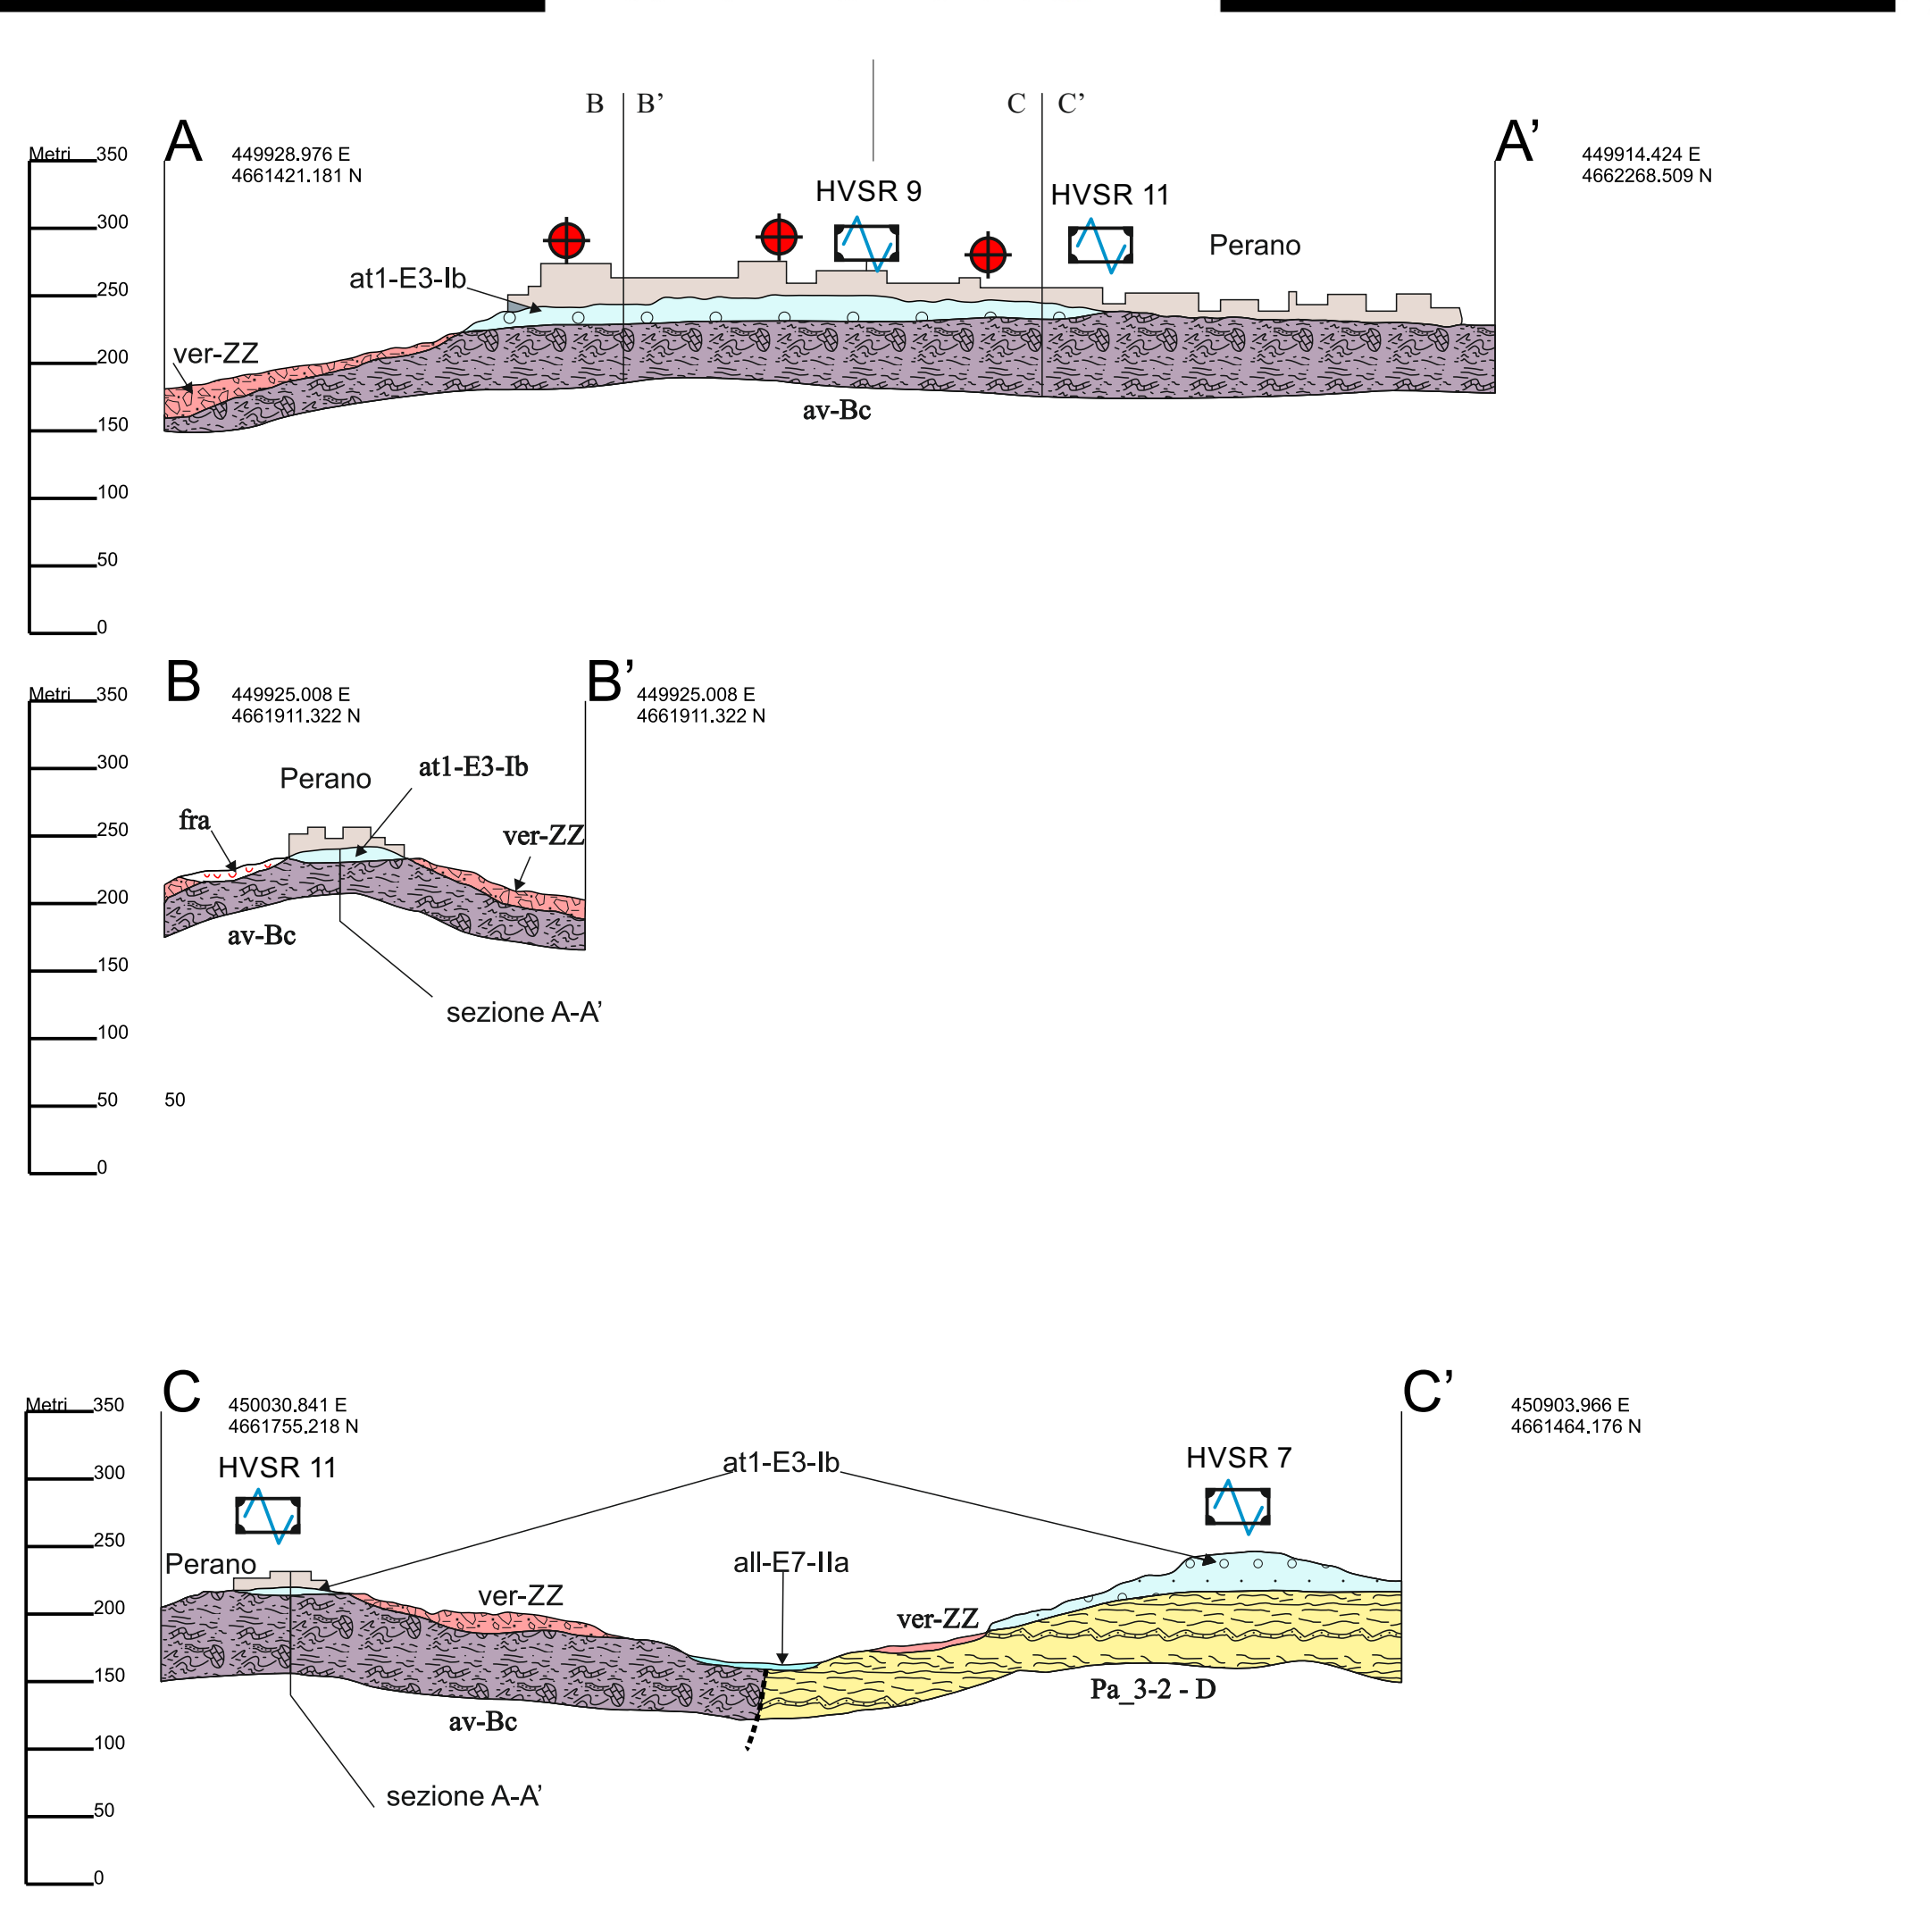 B B’ C C’
A 449928.976 E
4661421.181 N
A’ 449914.424 E
4662268.509 N
Metri 350
300
250
200
150
100
50
0
HVSR 9
HVSR 11
Perano
at1-E3-Ib
ver-ZZ
av-Bc
B 449925.008 E
4661911.322 N
B’ 449925.008 E
4661911.322 N
Metri 350
300
250
200
150
100
50 50
0
Perano
at1-E3-Ib
fra
ver-ZZ
av-Bc
sezione A-A’
C 450030.841 E
4661755.218 N
C’ 450903.966 E
4661464.176 N
Metri 350
300
250
200
150
100
50
0
HVSR 11
at1-E3-Ib
HVSR 7
Perano
all-E7-IIa
ver-ZZ
ver-ZZ
Pa_3-2 - D
av-Bc
sezione A-A’